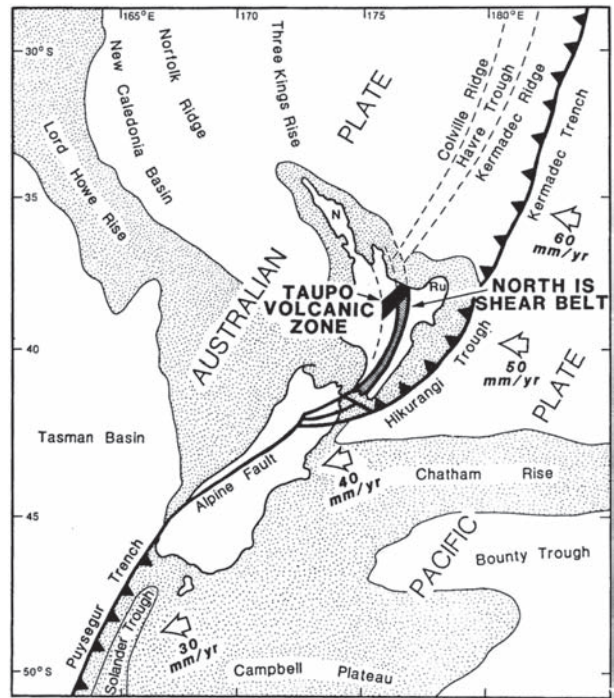 165°E
170
175
180°E
30°S
35
40
45
50°S
Lord Howe Rise
New Caledonia Basin
Norfolk Ridge
Three Kings Rise
PLATE
Colville Ridge
Havre Trough
Kermadec Ridge
Kermadec Trench
60
mm/yr
N
Ru
AUSTRALIAN
TAUPO
VOLCANIC
ZONE
NORTH IS
SHEAR BELT
50
mm/yr
PLATE
Hikurangi Trough
Tasman Basin
Alpine Fault
40
mm/yr
Chatham Rise
PACIFIC
Bounty Trough
Puysegur Trench
Solander Trough
30
mm/yr
Campbell Plateau